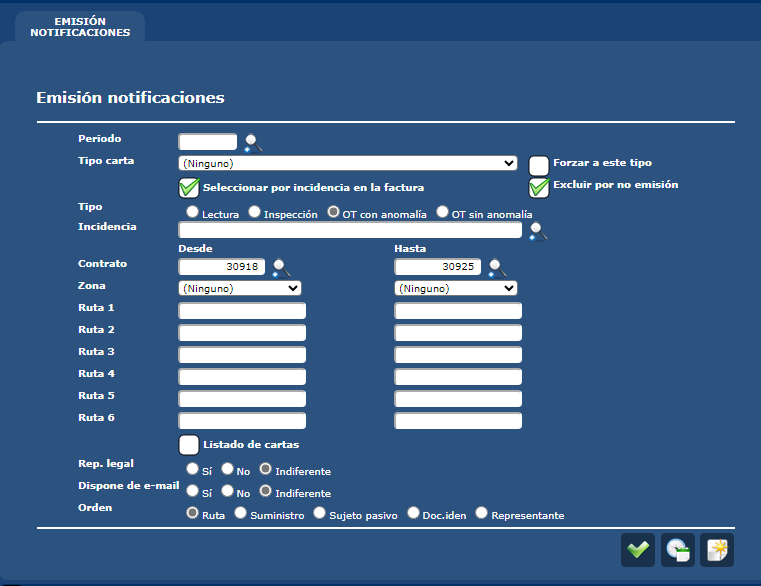 EMISIÓN
NOTIFICACIONES
Emisión notificaciones
Periodo
Tipo carta (Ninguno) Forzar a este tipo
Seleccionar por incidencia en la factura Excluir por no emisión
Tipo Lectura Inspección OT con anomalía OT sin anomalía
Incidencia
Desde Hasta
Contrato 30918 30925
Zona (Ninguno) (Ninguno)
Ruta 1
Ruta 2
Ruta 3
Ruta 4
Ruta 5
Ruta 6
Listado de cartas
Rep. legal Sí No Indiferente
Dispone de e-mail Sí No Indiferente
Orden Ruta Suministro Sujeto pasivo Doc.iden Representante